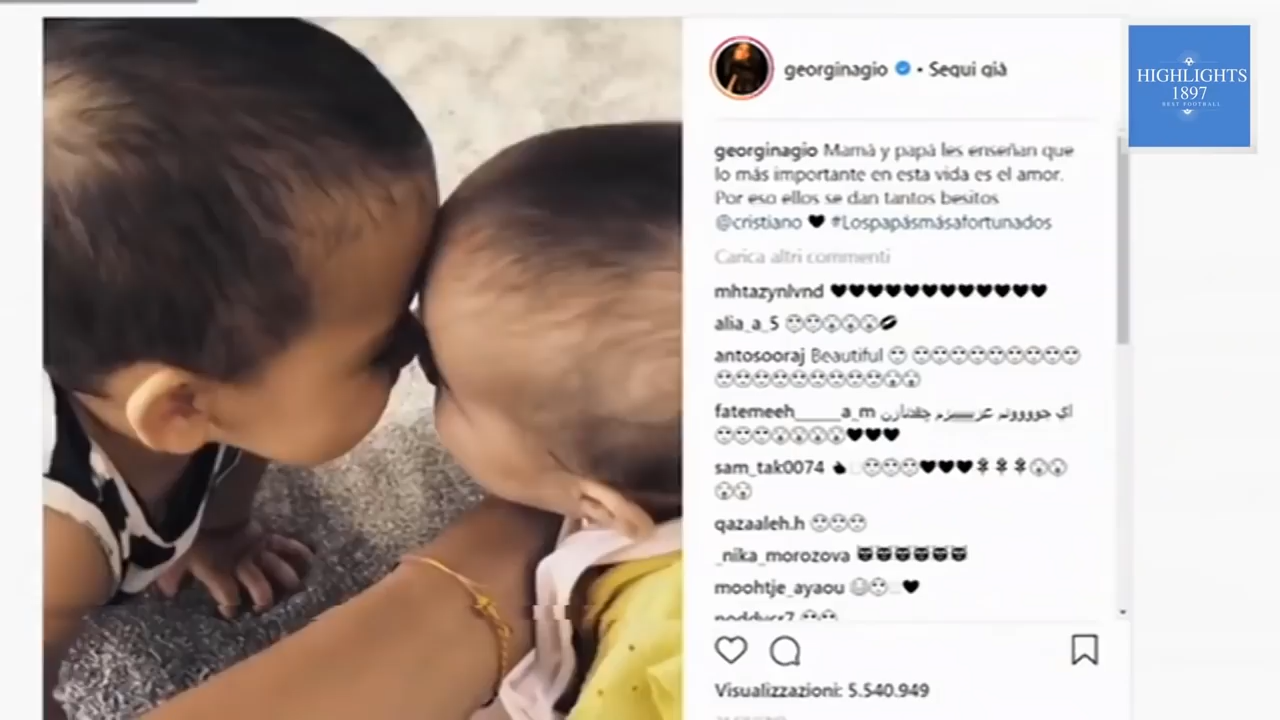 georginagio • Segui già
HIGHLIGHTS
1897
BEST FOOTBALL
georginagio Mamá y papá les enseñan que
lo más importante en esta vida es el amor.
Por eso ellos se dan tantos besitos
@cristiano 🖤 #Lospapásmásafortunados
Carica altri commenti
mhtazynlvnd
alia_a_5
antosooraj Beautiful
fatemeeh_____a_m
sam_tak0074
qazaaleh.h
_nika_morozova
moohtje_ayaou
Visualizzazioni: 5.540.949